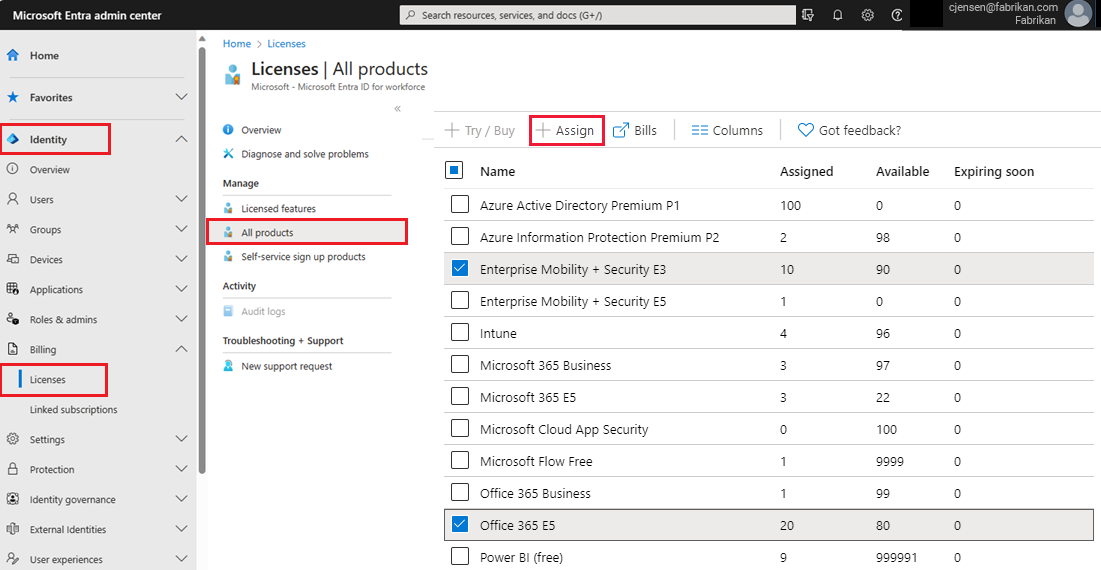 Microsoft Entra admin center
Search resources, services, and docs (G+/)
cjensen@fabrikan.com
Fabrikan
Home
Favorites
Identity
Overview
Users
Groups
Devices
Applications
Roles & admins
Billing
Licenses
Linked subscriptions
Settings
Protection
Identity governance
External Identities
User experiences
Home > Licenses
Licenses | All products
Microsoft - Microsoft Entra ID for workforce
«
Overview
Diagnose and solve problems
Manage
Licensed features
All products
Self-service sign up products
Activity
Audit logs
Troubleshooting + Support
New support request
Try / Buy Assign Bills Columns Got feedback?
Name Assigned Available Expiring soon
Azure Active Directory Premium P1 100 0 0
Azure Information Protection Premium P2 2 98 0
Enterprise Mobility + Security E3 10 90 0
Enterprise Mobility + Security E5 1 0 0
Intune 4 96 0
Microsoft 365 Business 3 97 0
Microsoft 365 E5 3 22 0
Microsoft Cloud App Security 0 100 0
Microsoft Flow Free 1 9999 0
Office 365 Business 1 99 0
Office 365 E5 20 80 0
Power BI (free) 9 999991 0